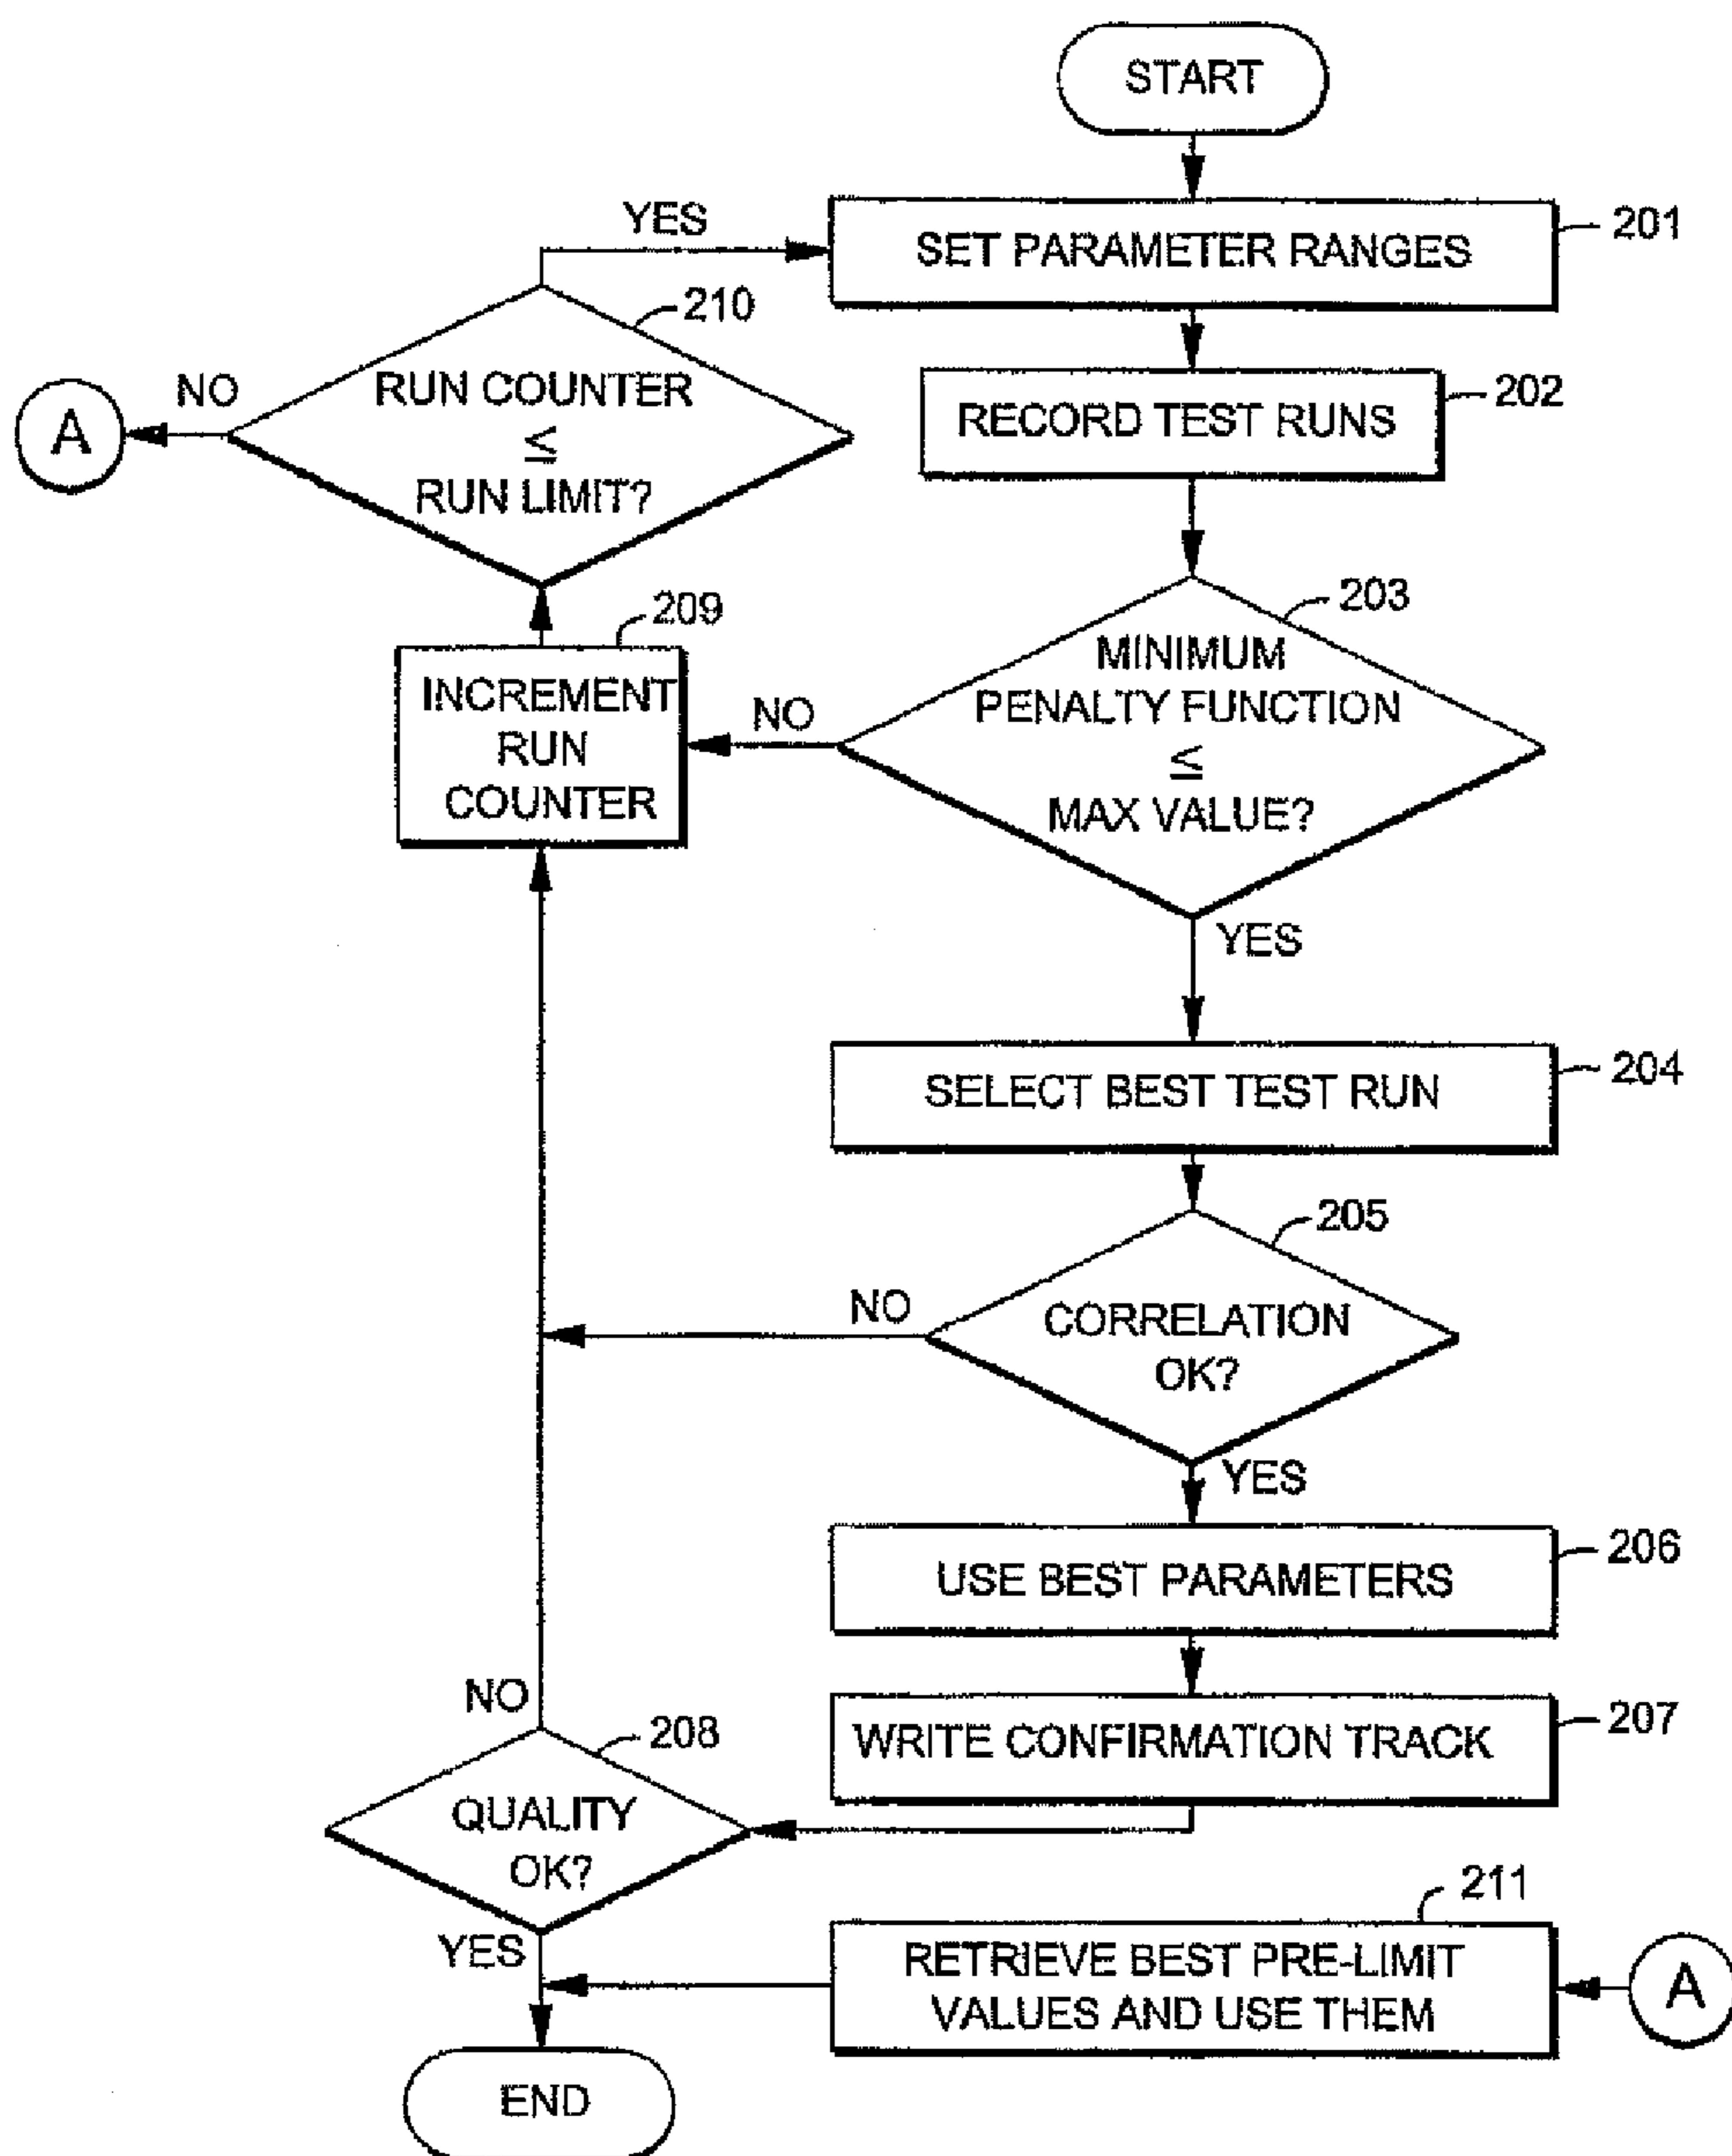 START
YES
SET PARAMETER RANGES
201
210
RUN COUNTER
≤
RUN LIMIT?
NO
A
RECORD TEST RUNS
202
203
MINIMUM
PENALTY FUNCTION
≤
MAX VALUE?
209
INCREMENT
RUN
COUNTER
NO
YES
SELECT BEST TEST RUN
204
205
CORRELATION
OK?
NO
YES
USE BEST PARAMETERS
206
WRITE CONFIRMATION TRACK
207
NO
208
QUALITY
OK?
YES
211
RETRIEVE BEST PRE-LIMIT
VALUES AND USE THEM
A
END